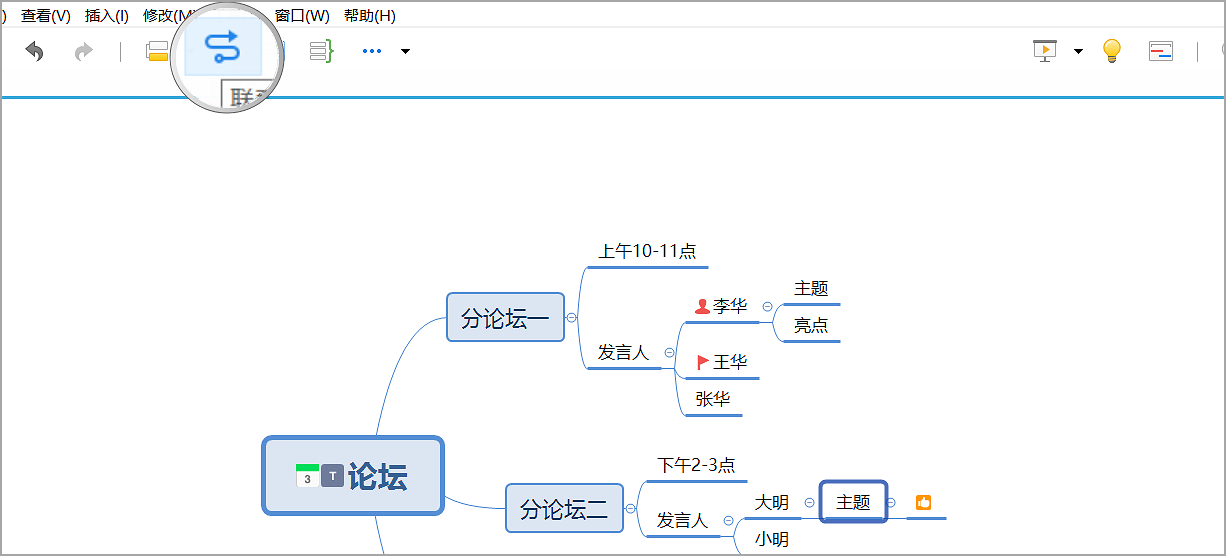 ) 查看(V) 插入(I) 修改(M) 窗口(W) 帮助(H)
联
上午10-11点
分论坛一
发言人
李华
主题
亮点
王华
张华
3 T 论坛
分论坛二
下午2-3点
发言人
大明
主题
小明